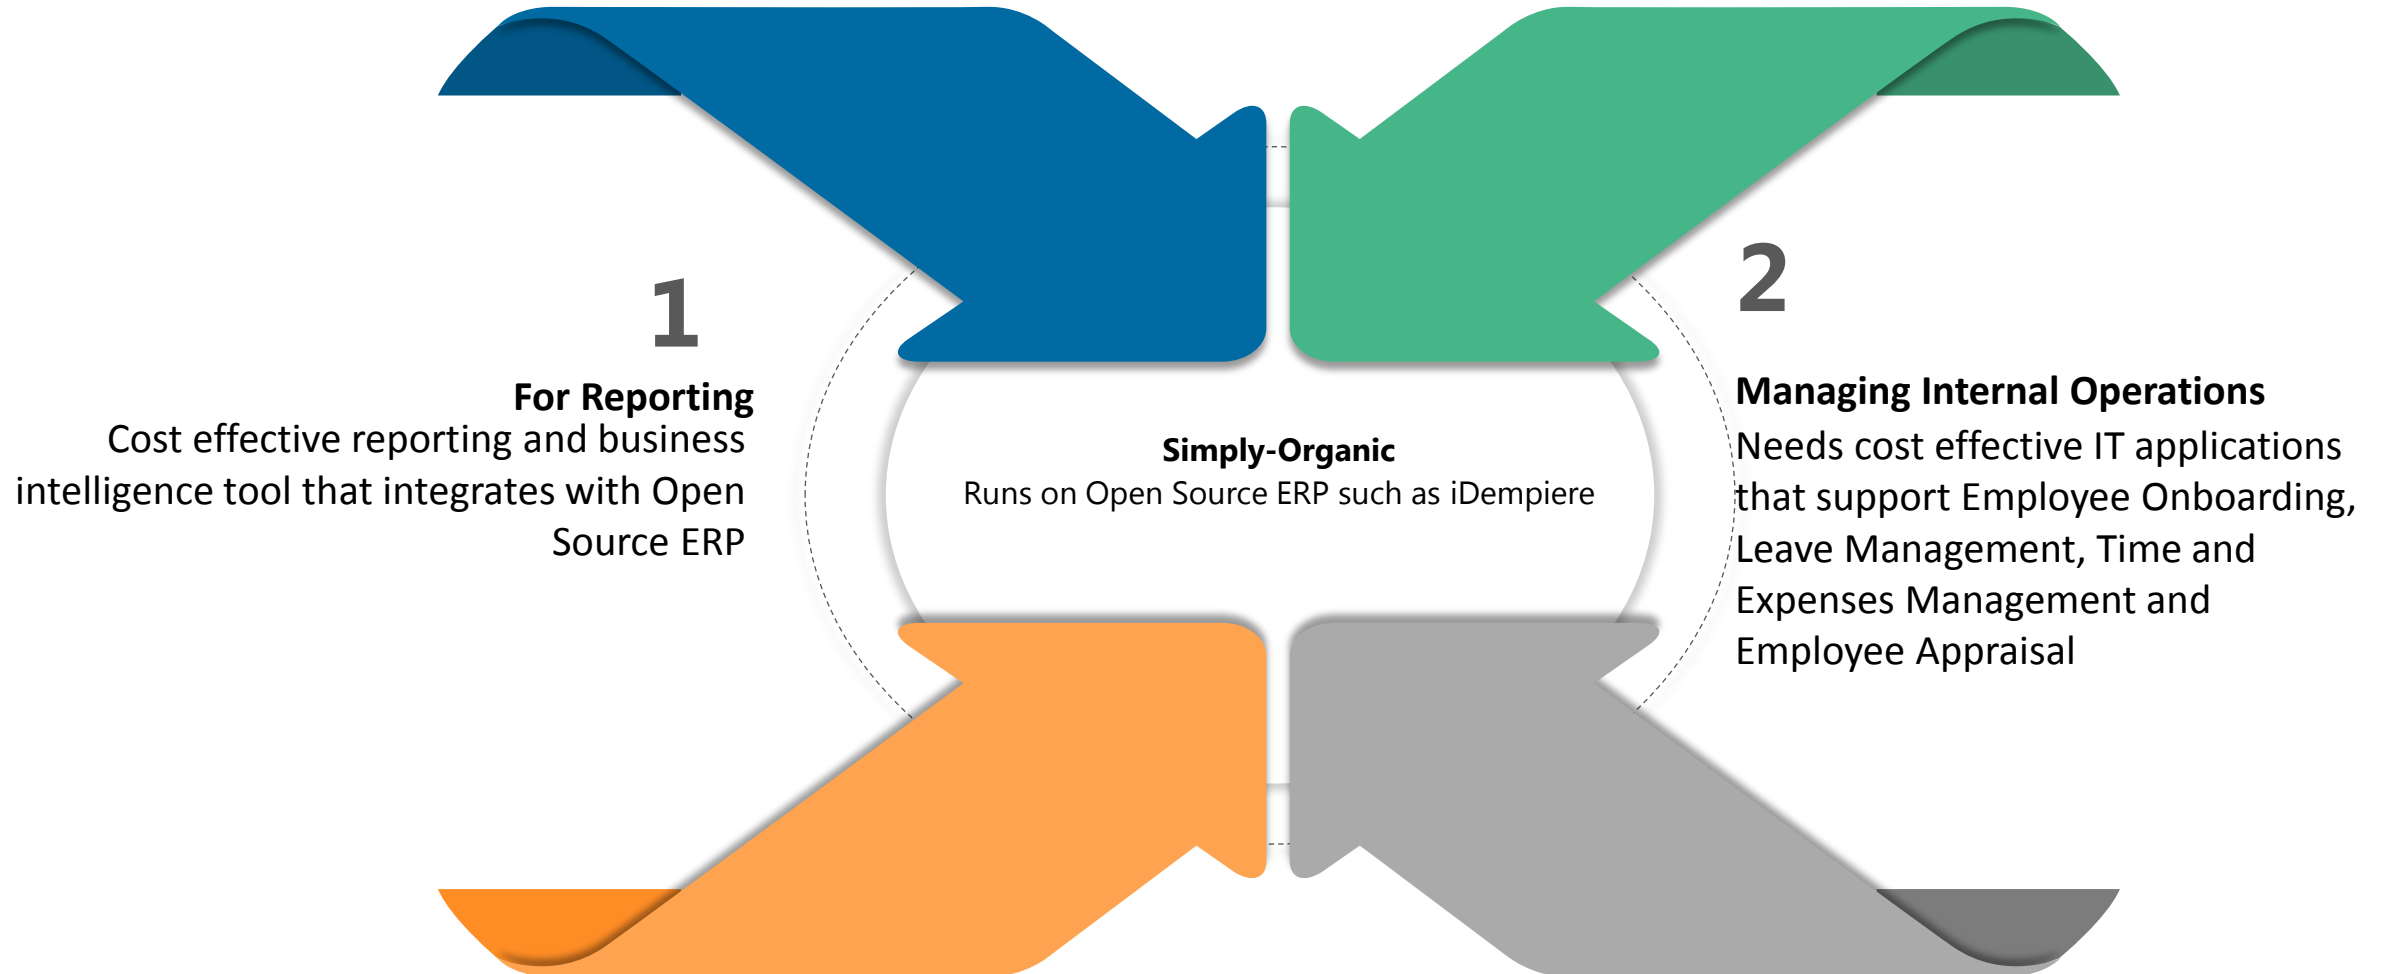 1
For Reporting
Cost effective reporting and business
intelligence tool that integrates with Open
Source ERP
Simply-Organic
Runs on Open Source ERP such as iDempiere
2
Managing Internal Operations
Needs cost effective IT applications
that support Employee Onboarding,
Leave Management, Time and
Expenses Management and
Employee Appraisal